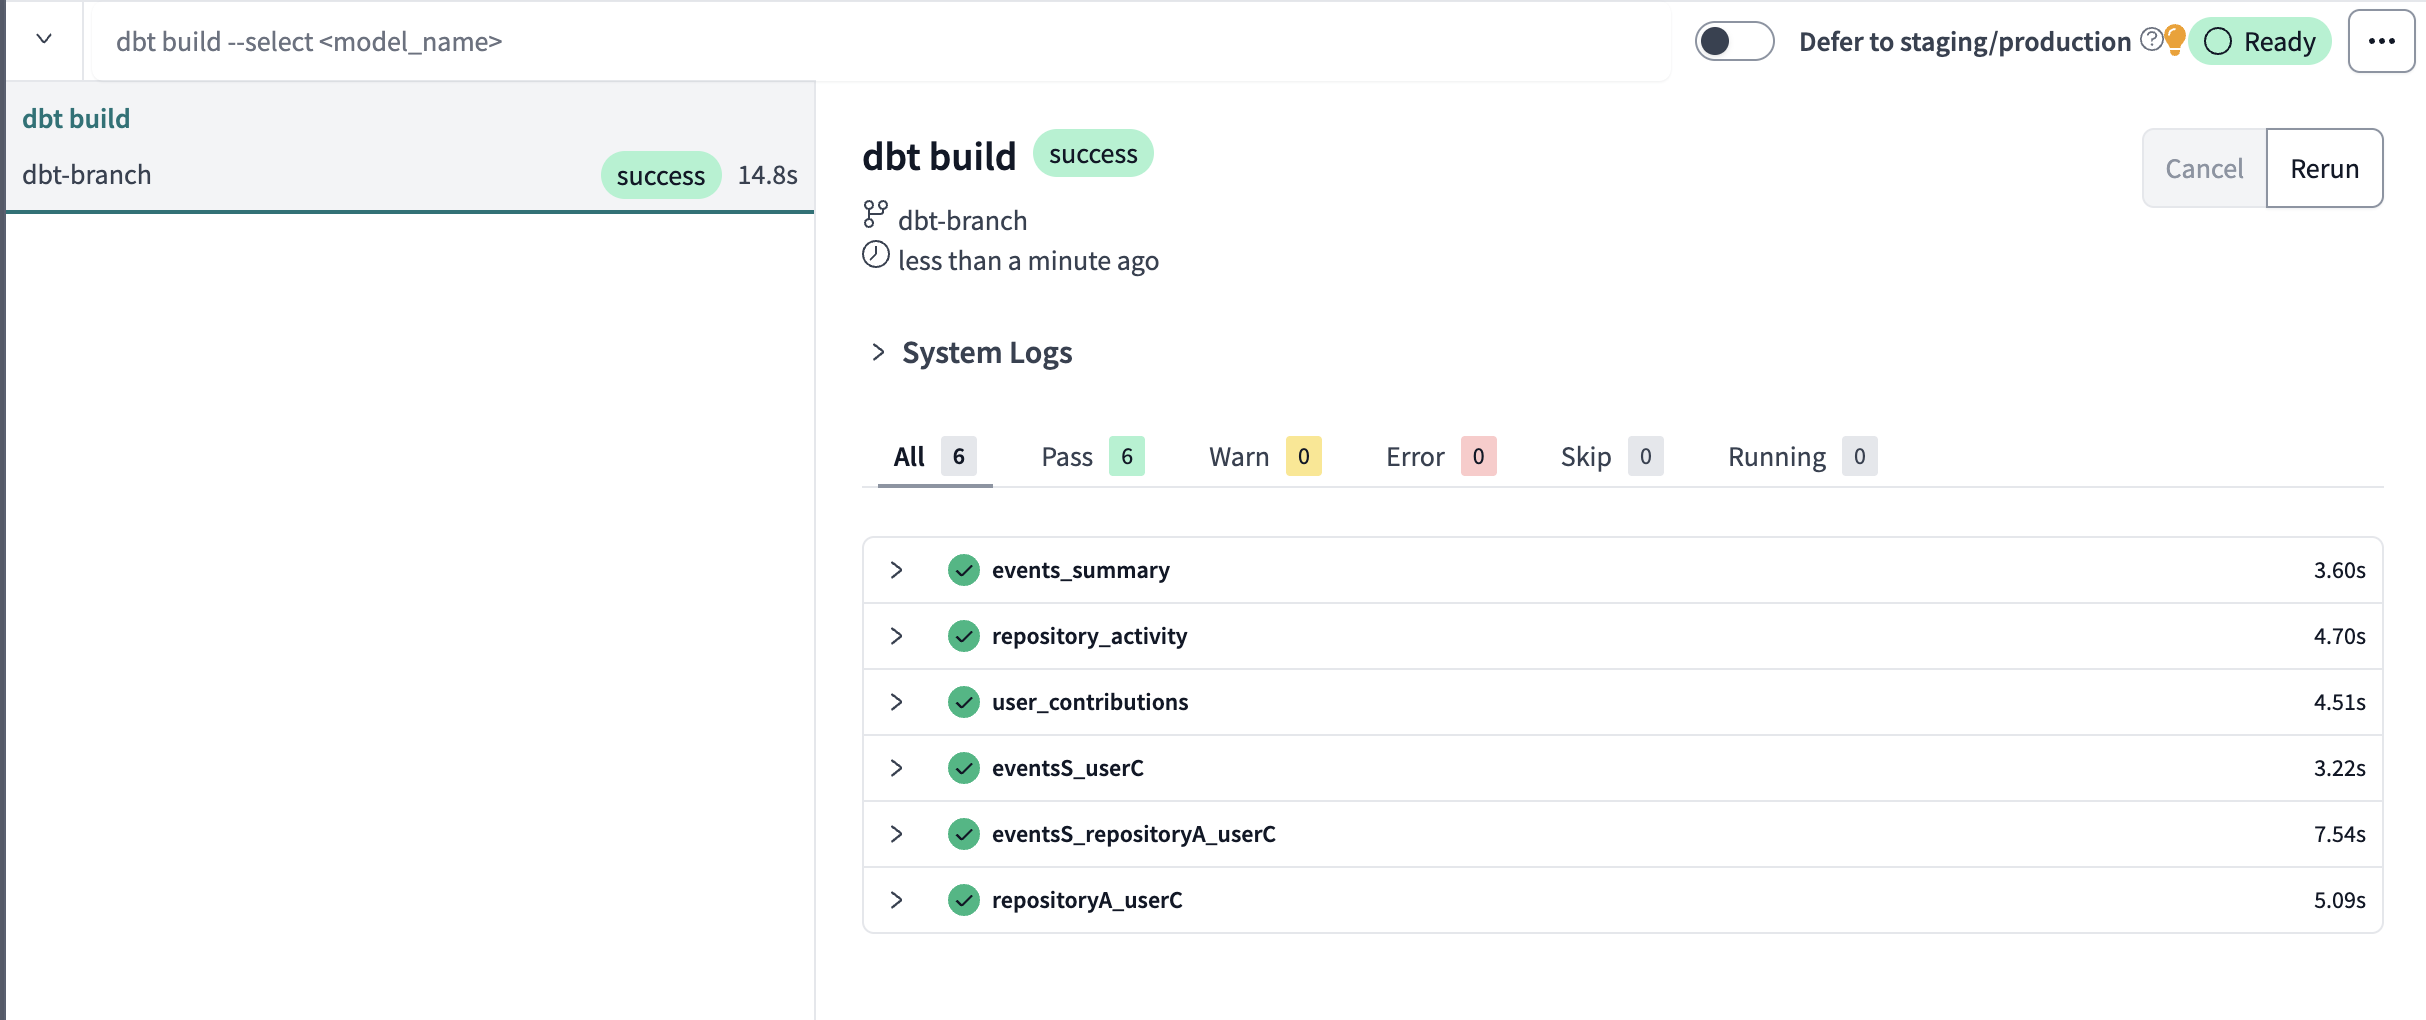 dbt build --select <model_name>
Defer to staging/production
Ready
dbt build
dbt-branch success 14.8s
dbt build success
Cancel Rerun
dbt-branch
less than a minute ago
System Logs
All 6 Pass 6 Warn 0 Error 0 Skip 0 Running 0
events_summary 3.60s
repository_activity 4.70s
user_contributions 4.51s
eventsS_userC 3.22s
eventsS_repositoryA_userC 7.54s
repositoryA_userC 5.09s